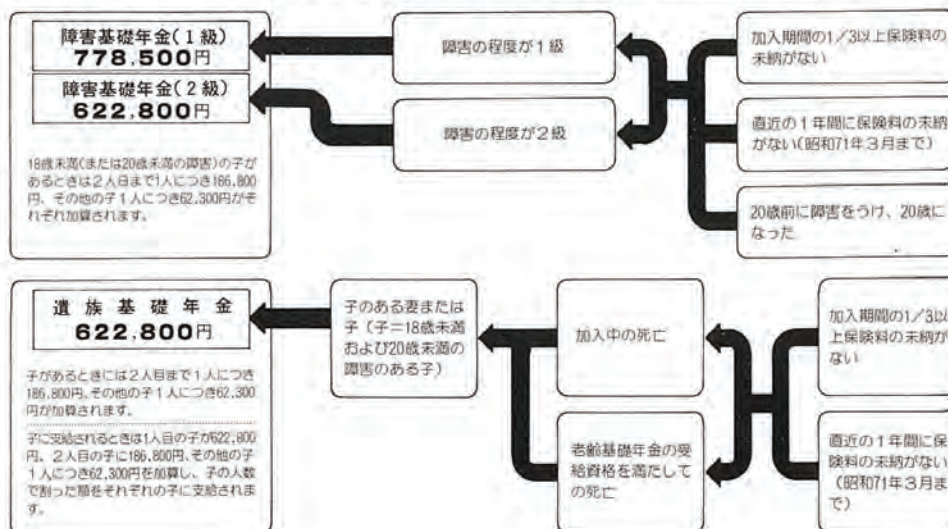 障害基礎年金(1級)
778,500円
障害基礎年金(2級)
622,800円
18歳未満(または20歳未満の障害)の子が
あるときは2人目まで1人につき186,800
円、その他の子1人につき62,300円がそ
れぞれ加算されます。
障害の程度が1級
障害の程度が2級
加入期間の1/3以上保険料の
未納がない
直近の1年間に保険料の未納
がない(昭和71年3月まで)
20歳前に障害をうけ、20歳に
なった
遺族基礎年金
622,800円
子があるときには2人目まで1人につき
186,800円、その他の子1人につき62,300
円が加算されます。
子に支給されるときは1人目の子が622,800
円、2人目の子に186,800円、その他の子
1人につき62,300円を加算し、子の人数
で割った額をそれぞれの子に支給されま
す。
子のある妻または
子(子=18歳未満
および20歳未満の
障害のある子)
加入中の死亡
老齢基礎年金の受
給資格を満たして
の死亡
加入期間の1/3以
上保険料の未納が
ない
直近の1年間に保
険料の未納がない
(昭和71年3月ま
で)